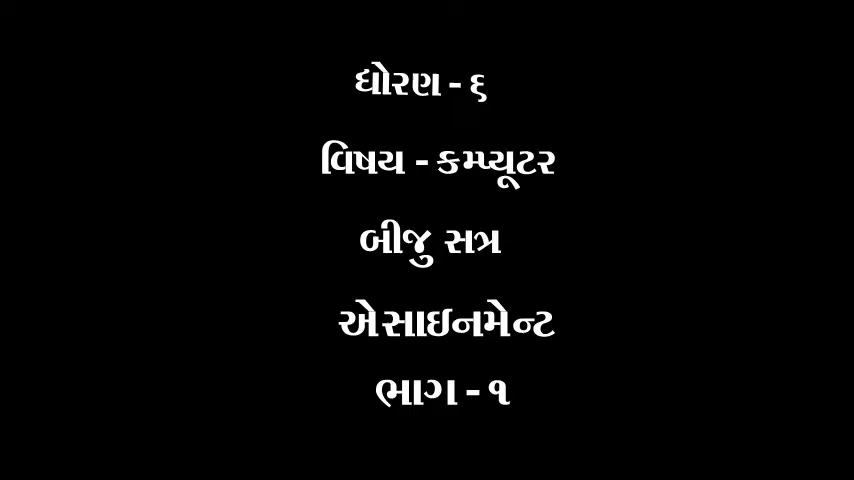 ધોરણ - ૬
વિષય - કમ્પ્યૂટર
બીજુ સત્ર
એસાઇનમેન્ટ
ભાગ - ૧